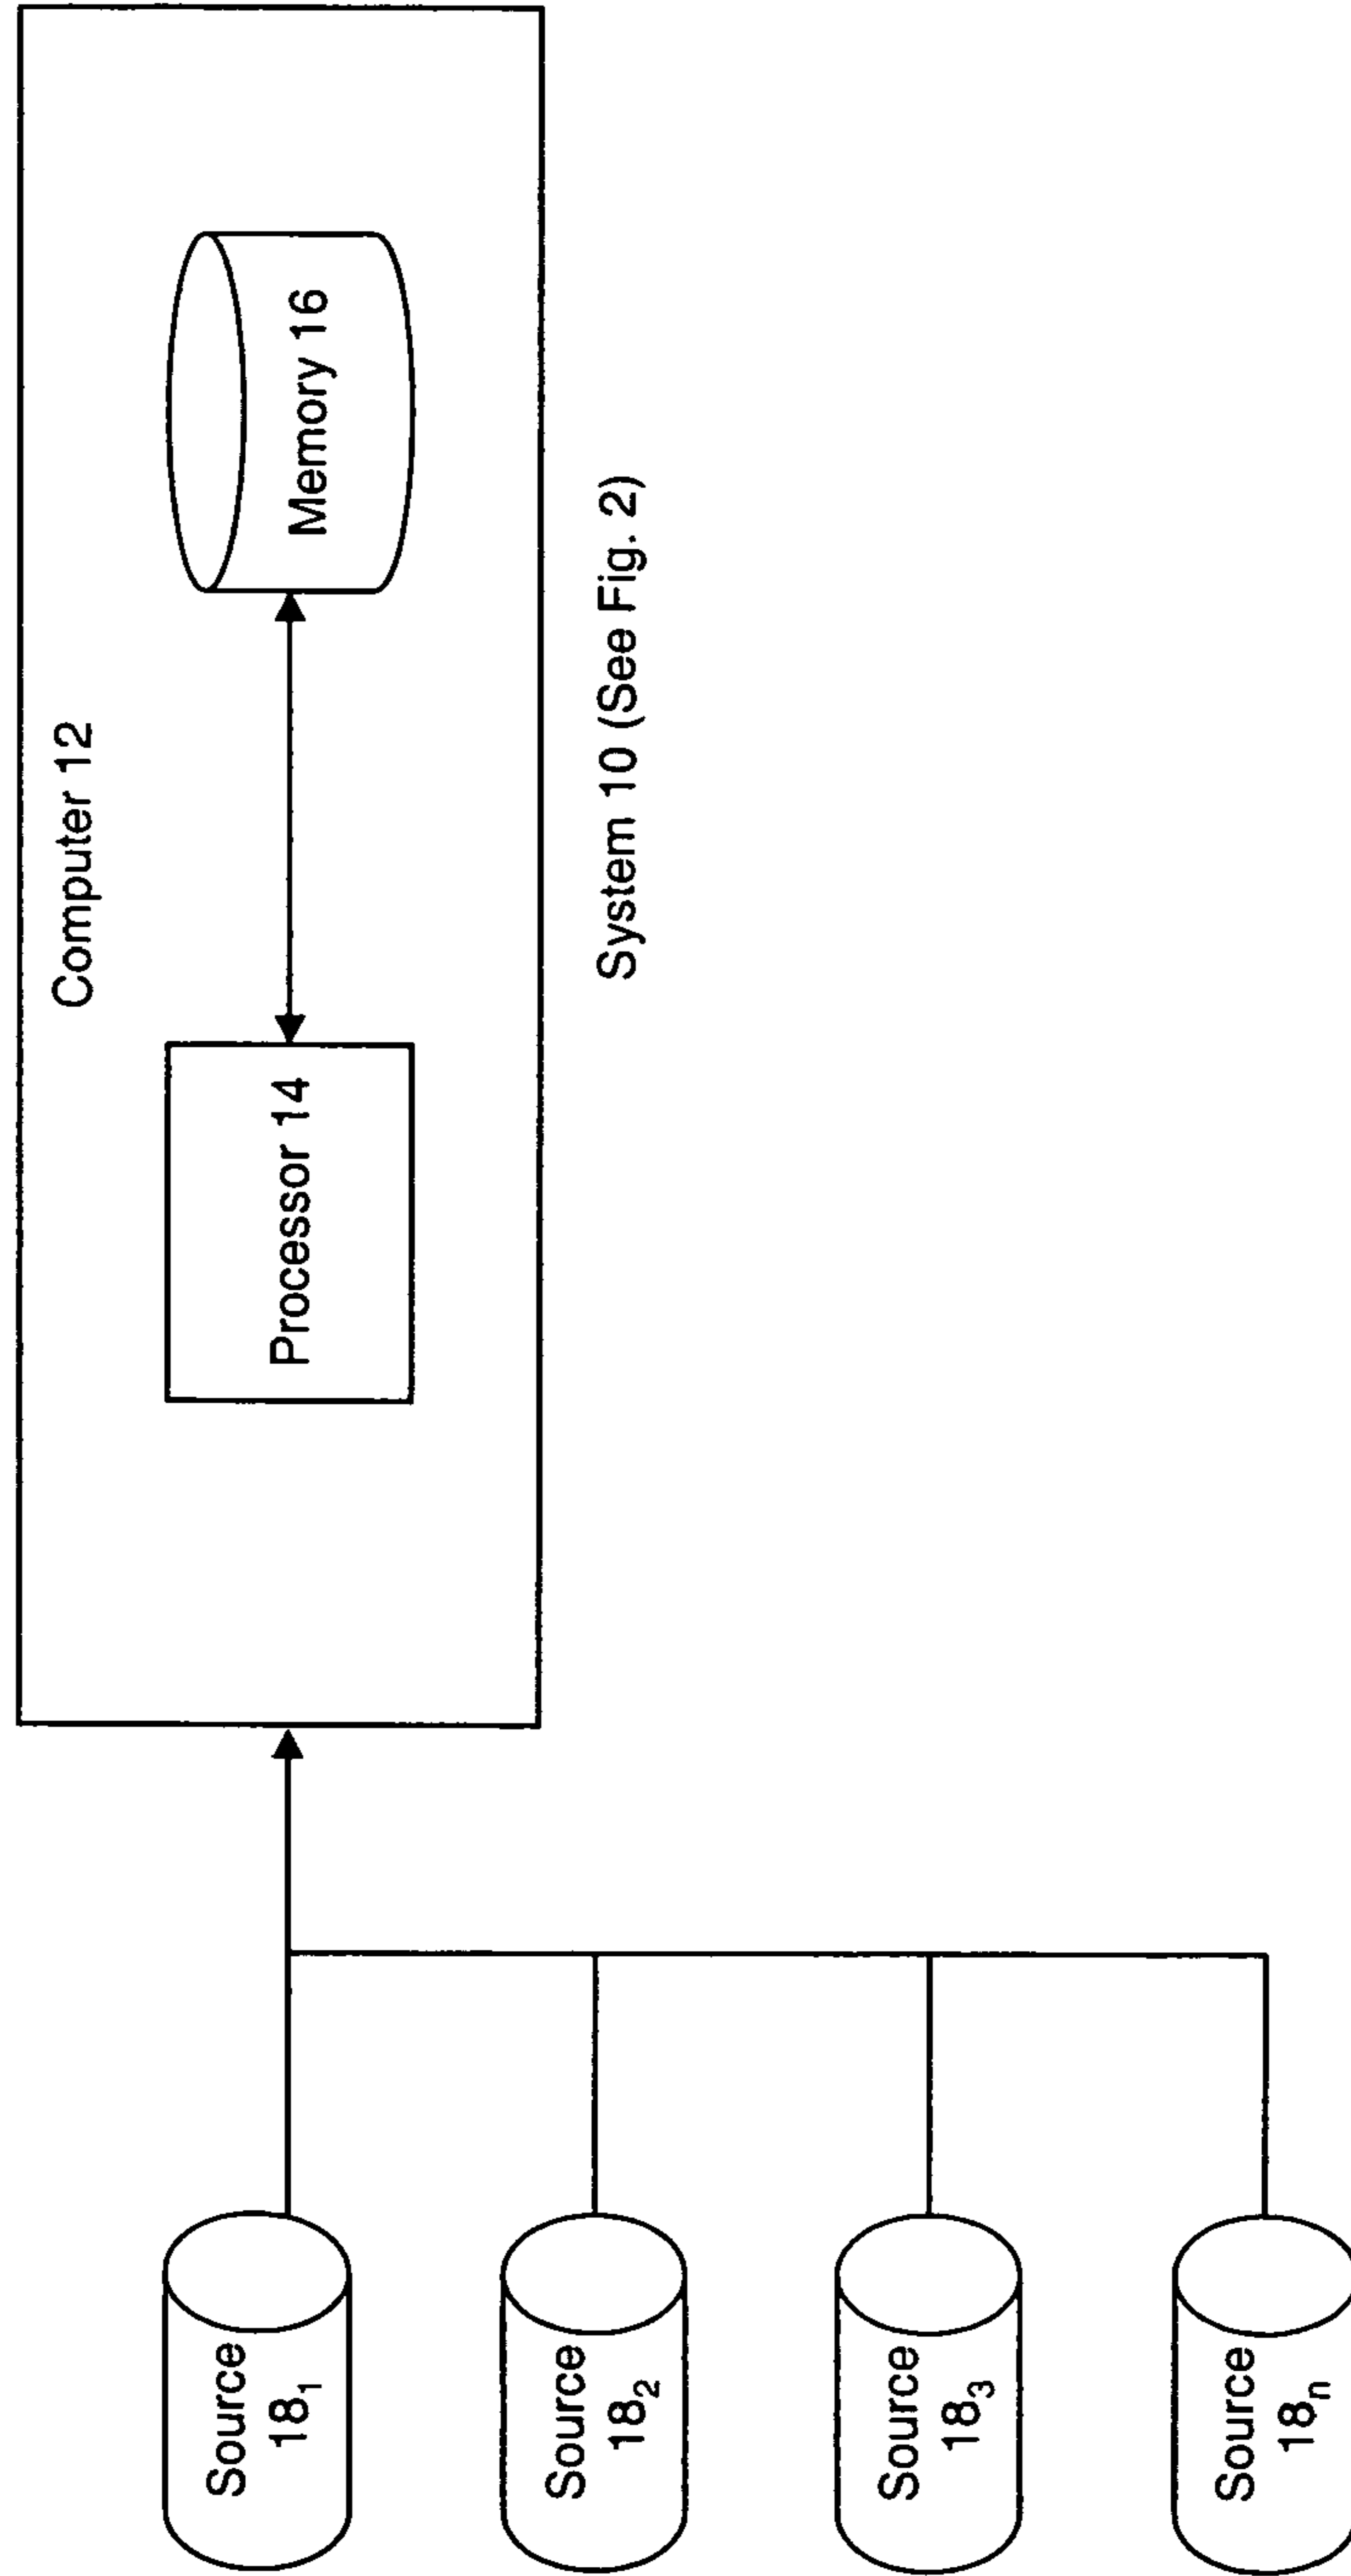 Computer 12
Processor 14
Memory 16
System 10 (See Fig. 2)
Source
18₁
Source
18₂
Source
18₃
Source
18ₙ